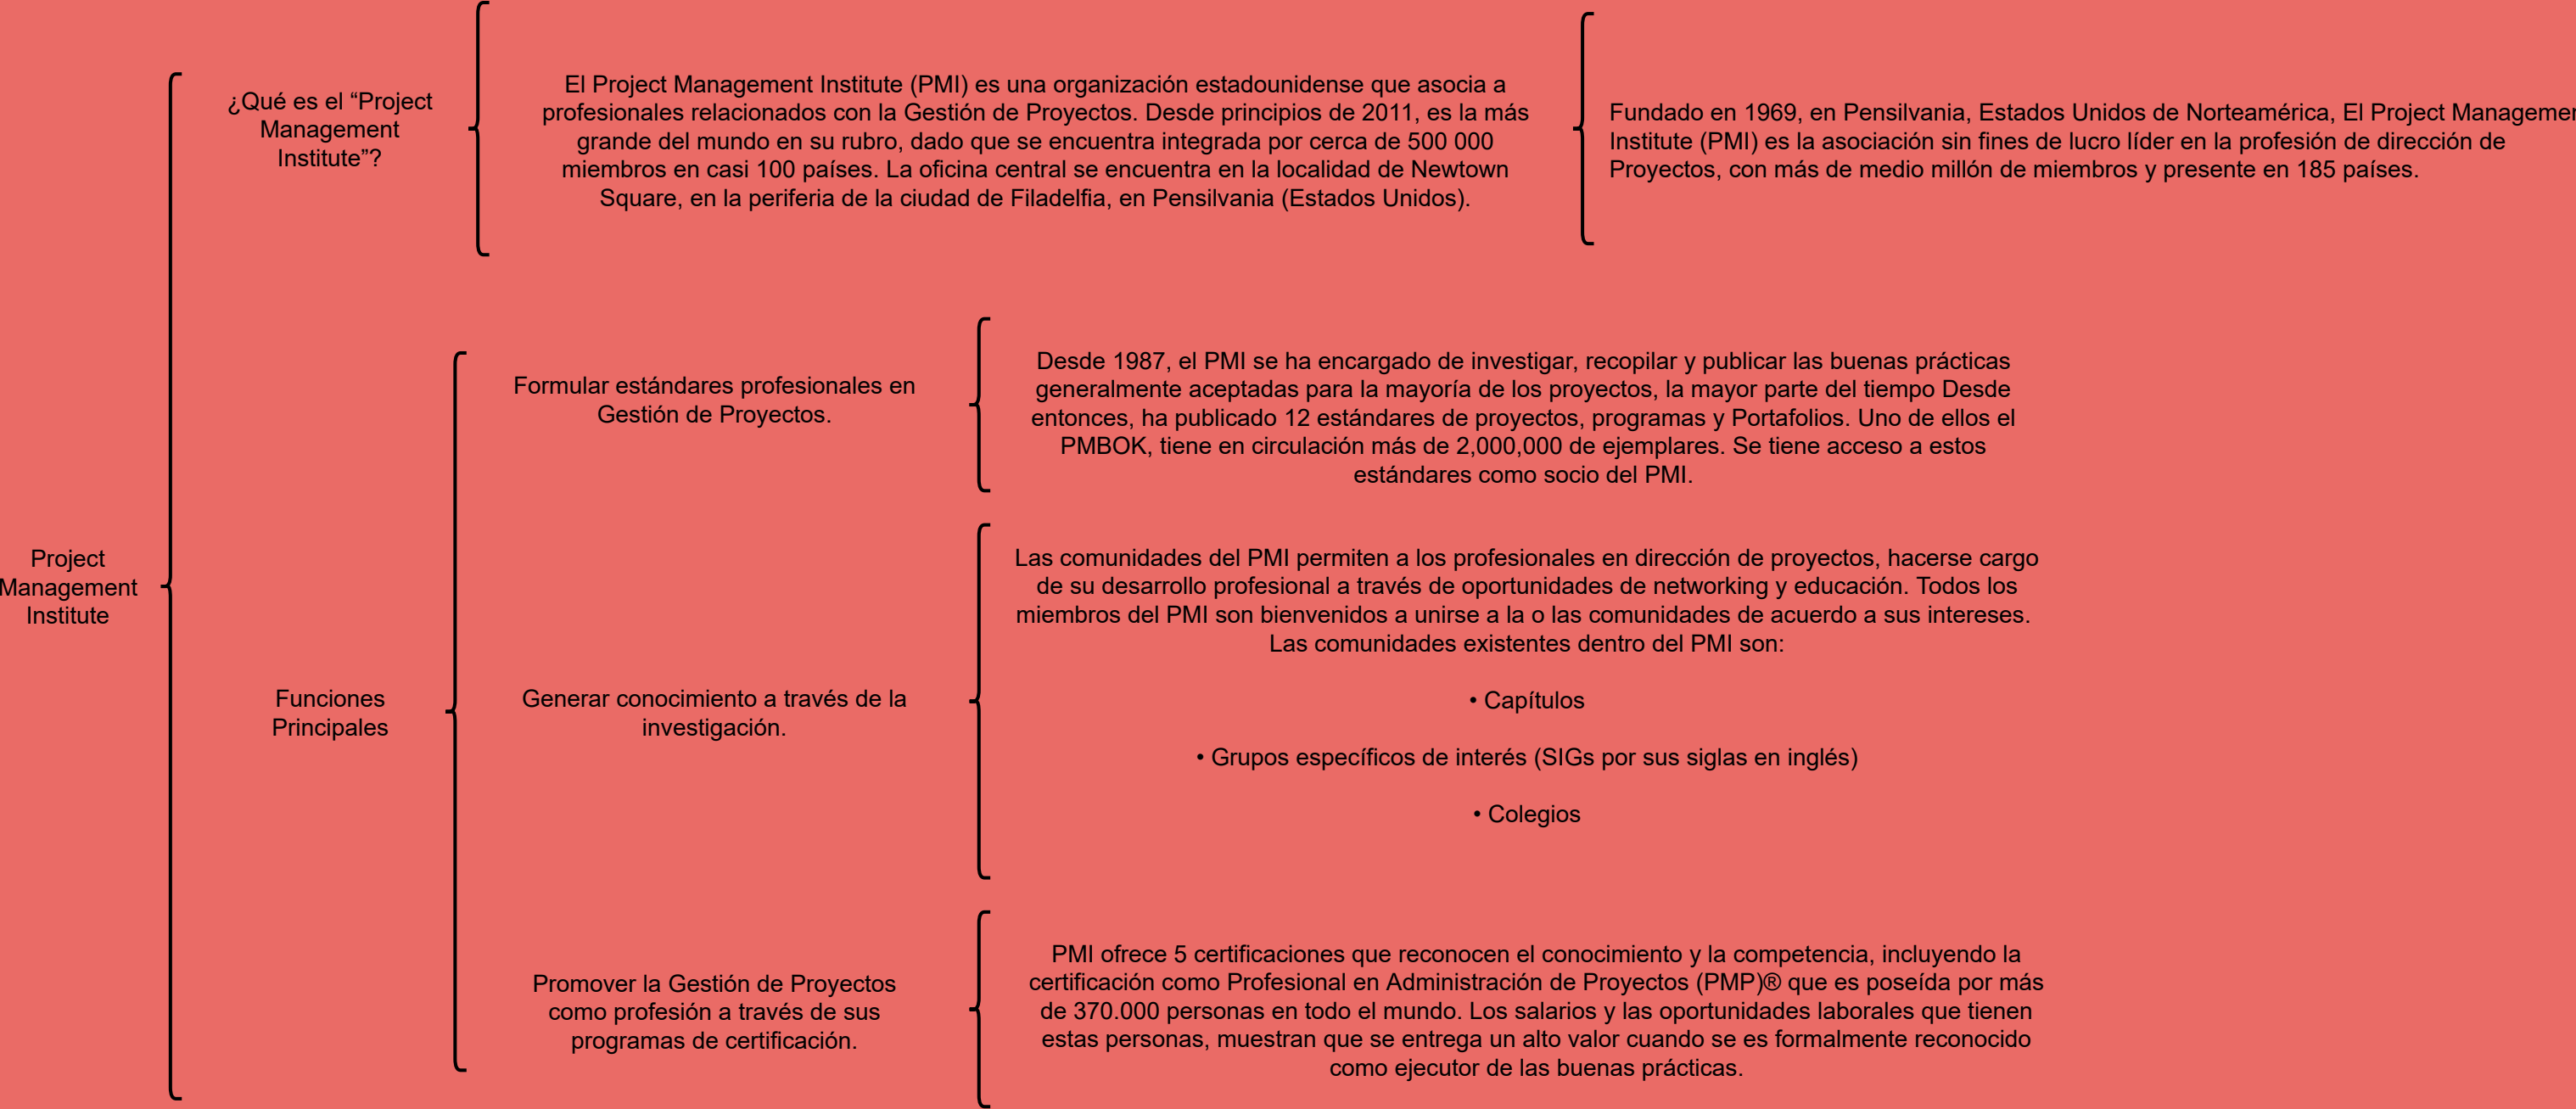 Project
Management
Institute
¿Qué es el “Project
Management
Institute”?
El Project Management Institute (PMI) es una organización estadounidense que asocia a
profesionales relacionados con la Gestión de Proyectos. Desde principios de 2011, es la más
grande del mundo en su rubro, dado que se encuentra integrada por cerca de 500 000
miembros en casi 100 países. La oficina central se encuentra en la localidad de Newtown
Square, en la periferia de la ciudad de Filadelfia, en Pensilvania (Estados Unidos).
Fundado en 1969, en Pensilvania, Estados Unidos de Norteamérica, El Project Managemen
Institute (PMI) es la asociación sin fines de lucro líder en la profesión de dirección de
Proyectos, con más de medio millón de miembros y presente en 185 países.
Funciones
Principales
Formular estándares profesionales en
Gestión de Proyectos.
Desde 1987, el PMI se ha encargado de investigar, recopilar y publicar las buenas prácticas
generalmente aceptadas para la mayoría de los proyectos, la mayor parte del tiempo Desde
entonces, ha publicado 12 estándares de proyectos, programas y Portafolios. Uno de ellos el
PMBOK, tiene en circulación más de 2,000,000 de ejemplares. Se tiene acceso a estos
estándares como socio del PMI.
Generar conocimiento a través de la
investigación.
Las comunidades del PMI permiten a los profesionales en dirección de proyectos, hacerse cargo
de su desarrollo profesional a través de oportunidades de networking y educación. Todos los
miembros del PMI son bienvenidos a unirse a la o las comunidades de acuerdo a sus intereses.
Las comunidades existentes dentro del PMI son:
• Capítulos
• Grupos específicos de interés (SIGs por sus siglas en inglés)
• Colegios
Promover la Gestión de Proyectos
como profesión a través de sus
programas de certificación.
PMI ofrece 5 certificaciones que reconocen el conocimiento y la competencia, incluyendo la
certificación como Profesional en Administración de Proyectos (PMP)® que es poseída por más
de 370.000 personas en todo el mundo. Los salarios y las oportunidades laborales que tienen
estas personas, muestran que se entrega un alto valor cuando se es formalmente reconocido
como ejecutor de las buenas prácticas.